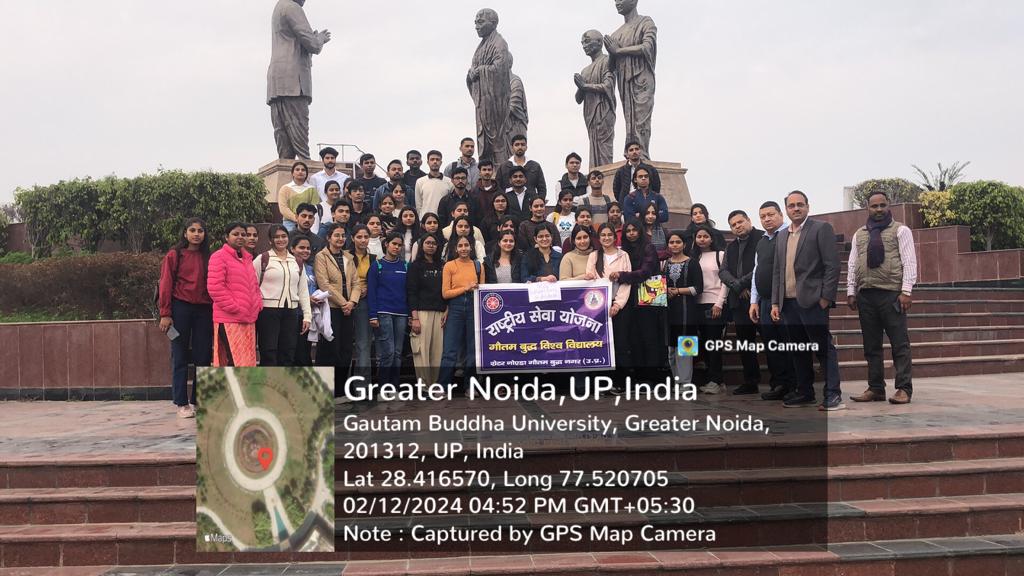 राष्ट्रीय सेवा योजना
गौतम बुद्ध विश्व विद्यालय
ग्रेटर नोएडा गौतम बुद्ध नगर (उ.प्र.)
GPS Map Camera
Greater Noida,UP,India
Gautam Buddha University, Greater Noida,
201312, UP, India
Lat 28.416570, Long 77.520705
02/12/2024 04:52 PM GMT+05:30
Note : Captured by GPS Map Camera
Maps